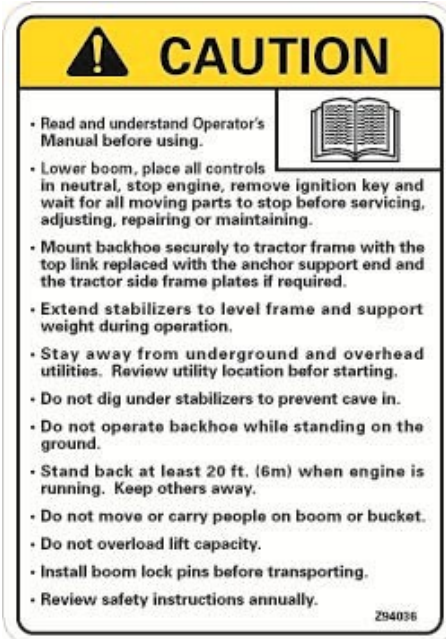 CAUTION
• Read and understand Operator's
Manual before using.
• Lower boom, place all controls
in neutral, stop engine, remove ignition key and
wait for all moving parts to stop before servicing,
adjusting, repairing or maintaining.
• Mount backhoe securely to tractor frame with the
top link replaced with the anchor support end and
the tractor side frame plates if required.
• Extend stabilizers to level frame and support
weight during operation.
• Stay away from underground and overhead
utilities. Review utility location befor starting.
• Do not dig under stabilizers to prevent cave in.
• Do not operate backhoe while standing on the
ground.
• Stand back at least 20 ft. (6m) when engine is
running. Keep others away.
• Do not move or carry people on boom or bucket.
• Do not overload lift capacity.
• Install boom lock pins before transporting.
• Review safety instructions annually.
Z94036